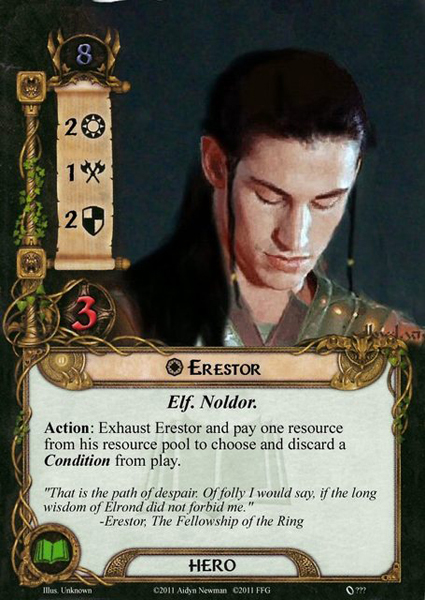 8
2
1
2
3
Erestor
Elf. Noldor.
Action: Exhaust Erestor and pay one resource
from his resource pool to choose and discard a
Condition from play.
"That is the path of despair. Of folly I would say, if the long
wisdom of Elrond did not forbid me."
-Erestor, The Fellowship of the Ring
HERO
Illus. Unknown ©2011 Aidyn Newman ©2011 FFG ???